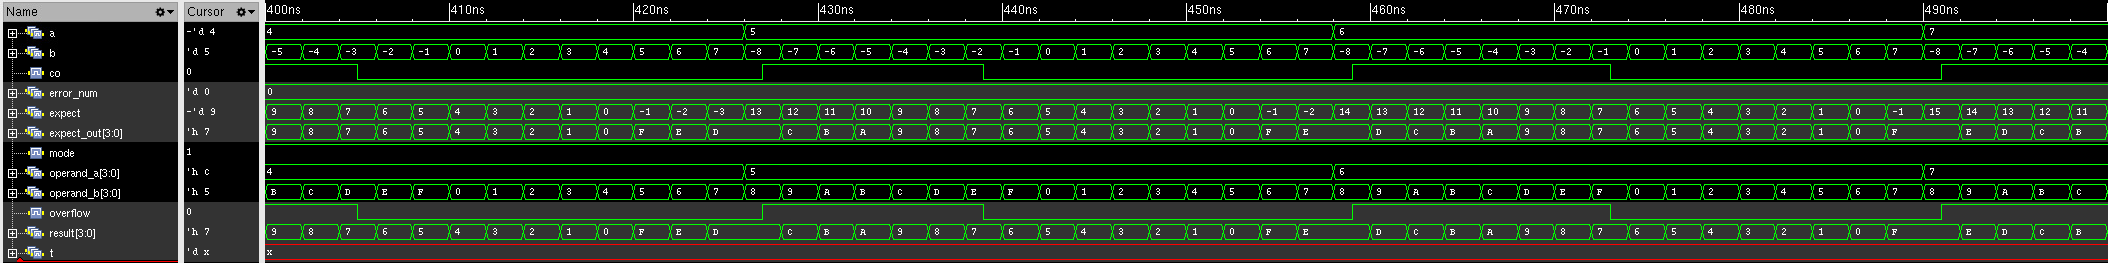 Name Cursor 400ns 410ns 420ns 430ns 440ns 450ns 460ns 470ns 480ns 490ns
a -'d 4 4 5 6 7
b 'd 5 -5 -4 -3 -2 -1 0 1 2 3 4 5 6 7 -8 -7 -6 -5 -4 -3 -2 -1 0 1 2 3 4 5 6 7 -8 -7 -6 -5 -4 -3 -2 -1 0 1 2 3 4 5 6 7 -8 -7 -6 -5 -4
co 0
error_num 'd 0 0
expect -'d 9 9 8 7 6 5 4 3 2 1 0 -1 -2 -3 13 12 11 10 9 8 7 6 5 4 3 2 1 0 -1 -2 14 13 12 11 10 9 8 7 6 5 4 3 2 1 0 -1 15 14 13 12 11
expect_out[3:0] 'h 7 9 8 7 6 5 4 3 2 1 0 F E D C B A 9 8 7 6 5 4 3 2 1 0 F E D C B A 9 8 7 6 5 4 3 2 1 0 F E D C B
mode 1
operand_a[3:0] 'h c 4 5 6 7
operand_b[3:0] 'h 5 B C D E F 0 1 2 3 4 5 6 7 8 9 A B C D E F 0 1 2 3 4 5 6 7 8 9 A B C D E F 0 1 2 3 4 5 6 7 8 9 A B C
overflow 0
result[3:0] 'h 7 9 8 7 6 5 4 3 2 1 0 F E D C B A 9 8 7 6 5 4 3 2 1 0 F E D C B A 9 8 7 6 5 4 3 2 1 0 F E D C B
t 'd x x